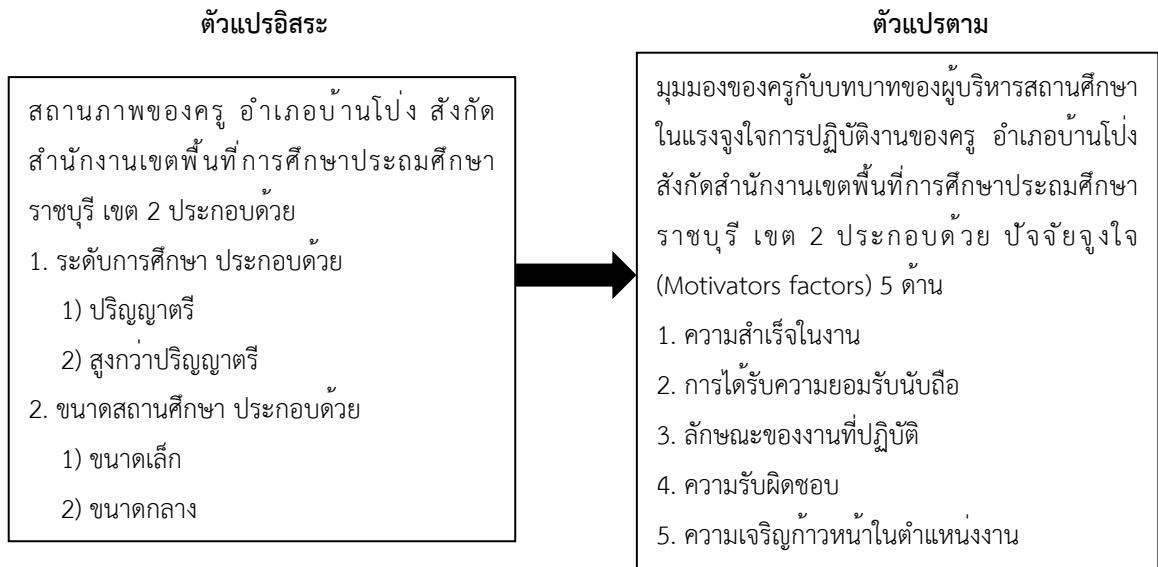 ตัวแปรอิสระ
สถานภาพของครู อำเภอบ้านโป่ง สังกัด
สำนักงานเขตพื้นที่การศึกษาประถมศึกษา
ราชบุรี เขต 2 ประกอบด้วย
1. ระดับการศึกษา ประกอบด้วย
1) ปริญญาตรี
2) สูงกว่าปริญญาตรี
2. ขนาดสถานศึกษา ประกอบด้วย
1) ขนาดเล็ก
2) ขนาดกลาง
ตัวแปรตาม
มุมมองของครูกับบทบาทของผู้บริหารสถานศึกษา
ในแรงจูงใจการปฏิบัติงานของครู อำเภอบ้านโป่ง
สังกัดสำนักงานเขตพื้นที่การศึกษาประถมศึกษา
ราชบุรี เขต 2 ประกอบด้วย ปัจจัยจูงใจ
(Motivators factors) 5 ด้าน
1. ความสำเร็จในงาน
2. การได้รับความยอมรับนับถือ
3. ลักษณะของงานที่ปฏิบัติ
4. ความรับผิดชอบ
5. ความเจริญก้าวหน้าในตำแหน่งงาน